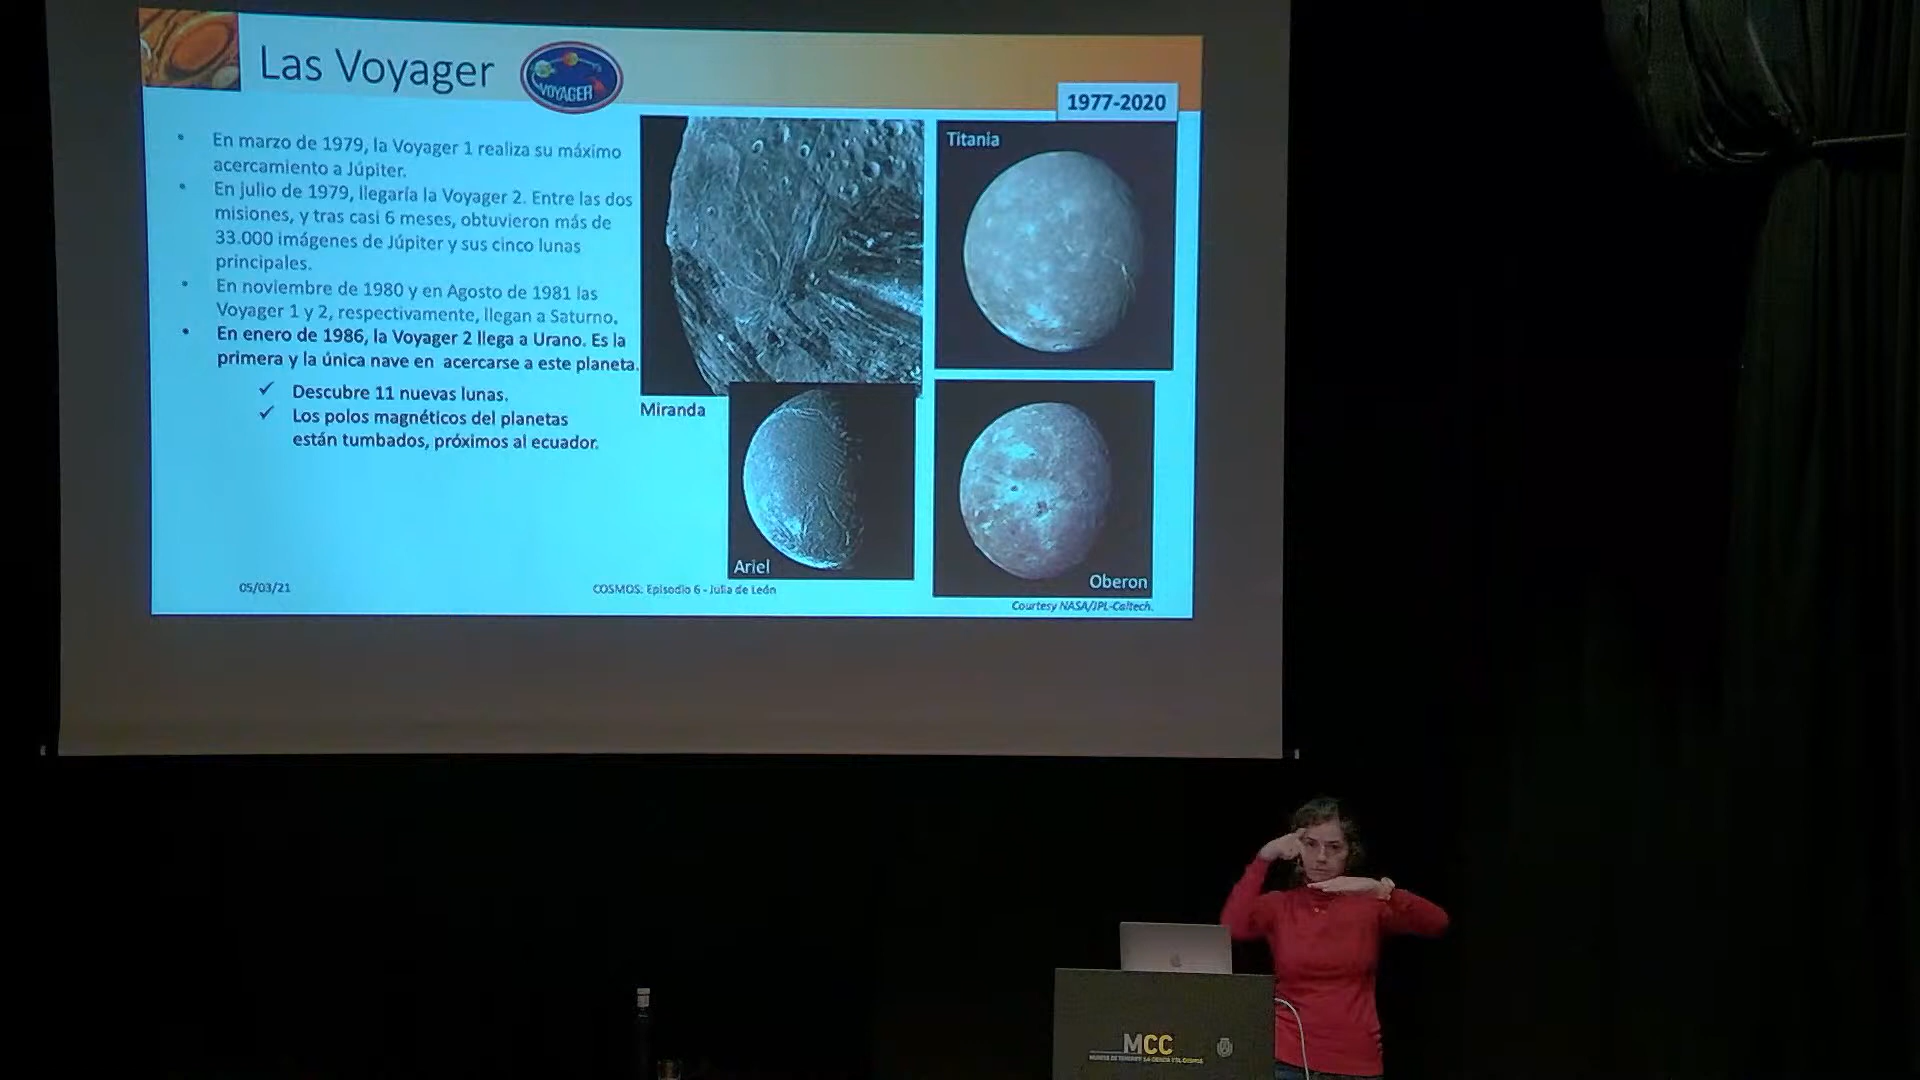 Las Voyager
VOYAGER
1977-2020
En marzo de 1979, la Voyager 1 realiza su máximo
acercamiento a Júpiter.
En julio de 1979, llegaría la Voyager 2. Entre las dos
misiones, y tras casi 6 meses, obtuvieron más de
33.000 imágenes de Júpiter y sus cinco lunas
principales.
En noviembre de 1980 y en Agosto de 1981 las
Voyager 1 y 2, respectivamente, llegan a Saturno.
En enero de 1986, la Voyager 2 llega a Urano. Es la
primera y la única nave en acercarse a este planeta.
✓ Descubre 11 nuevas lunas.
✓ Los polos magnéticos del planetas
están tumbados, próximos al ecuador.
Titania
Miranda
Ariel
Oberon
05/03/21
COSMOS: Episodio 6 - Julia de León
Courtesy NASA/JPL-Caltech.
MCC